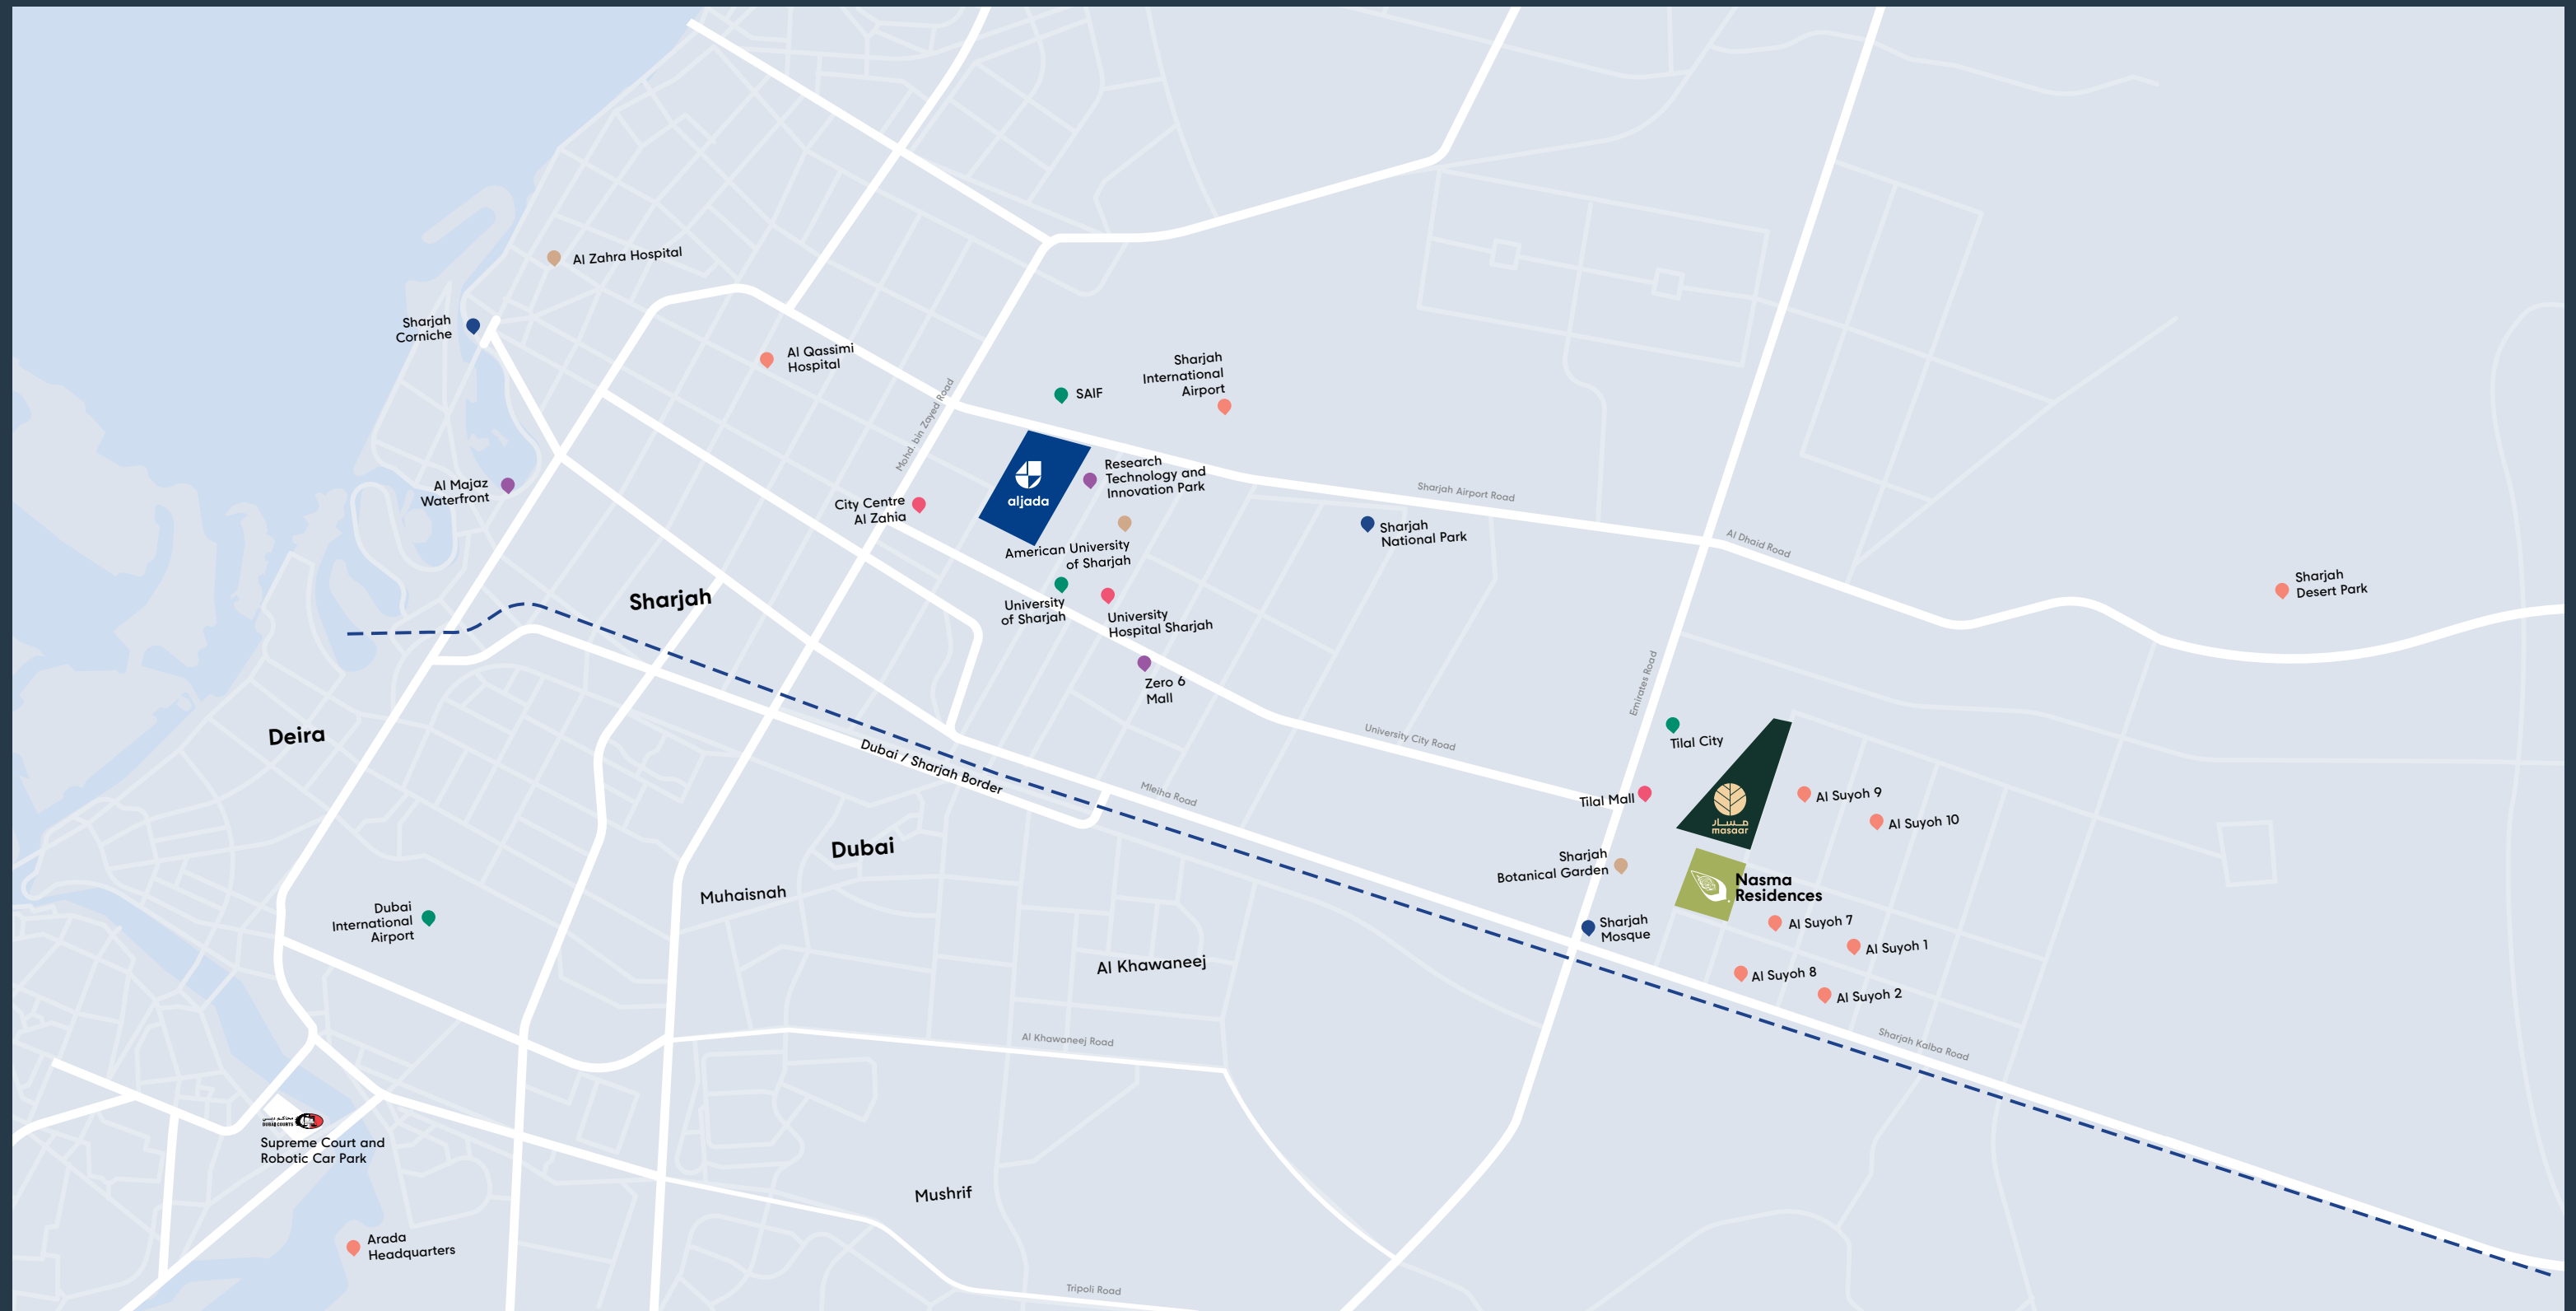 Al Zahra Hospital
Sharjah
Corniche
Al Qassimi
Hospital
Mohd. bin Zayed Road
SAIF
Sharjah
International
Airport
aljada
Research
Technology and
Innovation Park
Al Majaz
Waterfront
City Centre
Al Zahia
American University
of Sharjah
Sharjah Airport Road
Sharjah
National Park
Al Dhaid Road
Sharjah
Desert Park
Sharjah
University
of Sharjah
University
Hospital Sharjah
Zero 6
Mall
Emirates Road
Deira
Dubai / Sharjah Border
University City Road
Tilal City
Mleiha Road
Tilal Mall
مسار
masaar
Al Suyoh 9
Al Suyoh 10
Dubai
Muhaisnah
Sharjah
Botanical Garden
Nasma
Residences
Dubai
International
Airport
Sharjah
Mosque
Al Suyoh 7
Al Suyoh 1
Al Khawaneej
Al Suyoh 8
Al Suyoh 2
Al Khawaneej Road
Sharjah Kalba Road
محاكم دبي
DUBAI COURTS
Supreme Court and
Robotic Car Park
Mushrif
Arada
Headquarters
Tripoli Road